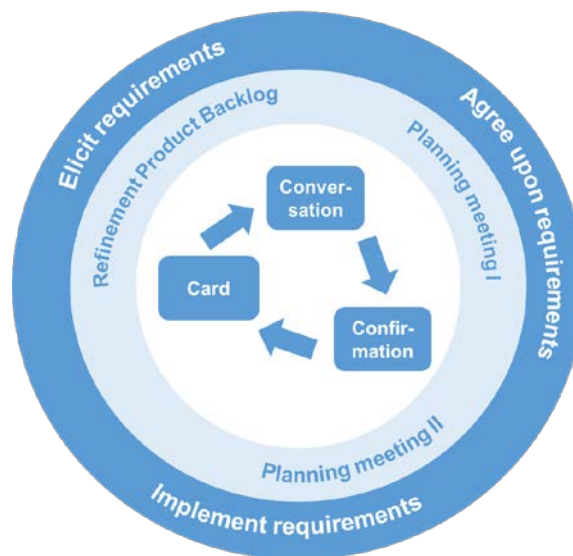 Elicit requirements
Agree upon requirements
Refinement Product Backlog
Planning meeting I
Conver-
sation
Card
Confir-
mation
Planning meeting II
Implement requirements